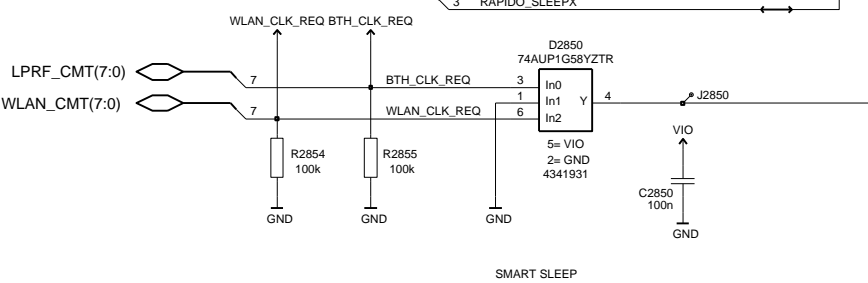 3 RAPIDO_SLEEPX
WLAN_CLK_REQ BTH_CLK_REQ
D2850
74AUP1G58YZTR
LPRF_CMT(7:0)
7 BTH_CLK_REQ 3 In0
1 In1 Y 4 J2850
WLAN_CMT(7:0)
7 WLAN_CLK_REQ 6 In2
VIO
5= VIO
2= GND
4341931
R2854
100k
R2855
100k
C2850
100n
GND
GND
GND
GND
SMART SLEEP